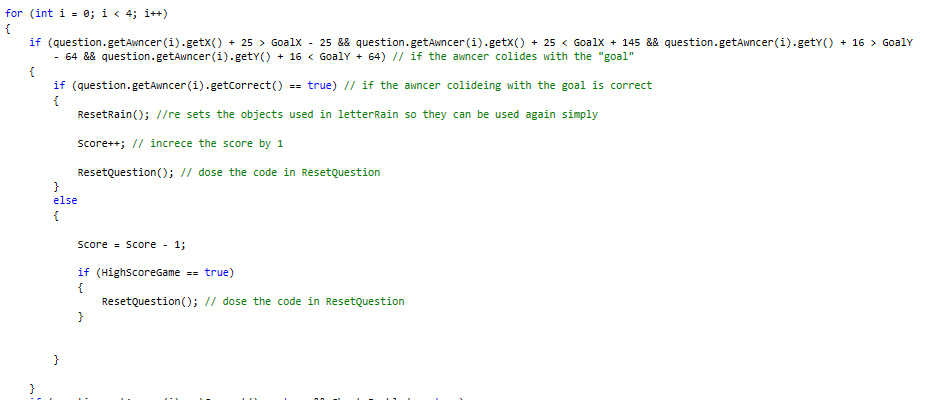 for (int i = 0; i < 4; i++)
{
if (question.getAwncer(i).getX() + 25 > GoalX - 25 && question.getAwncer(i).getX() + 25 < GoalX + 145 && question.getAwncer(i).getY() + 16 > GoalY
- 64 && question.getAwncer(i).getY() + 16 < GoalY + 64) // if the awncer colides with the "goal"
{
if (question.getAwncer(i).getCorrect() == true) // if the awncer colideing with the goal is correct
{
ResetRain(); //re sets the objects used in letterRain so they can be used again simply
Score++; // increce the score by 1
ResetQuestion(); // dose the code in ResetQuestion
}
else
{
Score = Score - 1;
if (HighScoreGame == true)
{
ResetQuestion(); // dose the code in ResetQuestion
}
}
}